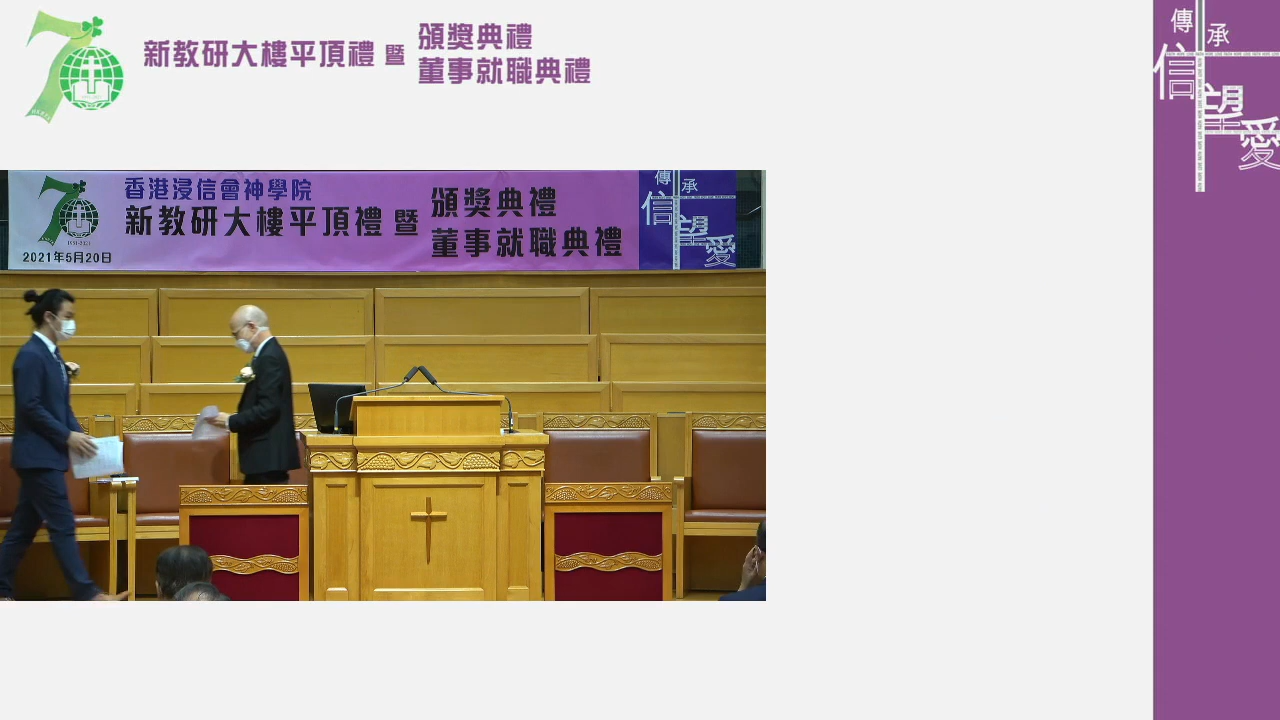 新教研大樓平頂禮 暨
頒獎典禮
董事就職典禮
傳承
信望愛
香港浸信會神學院
新教研大樓平頂禮 暨
頒獎典禮
董事就職典禮
1951-2021
2021年5月20日
傳承
信望愛